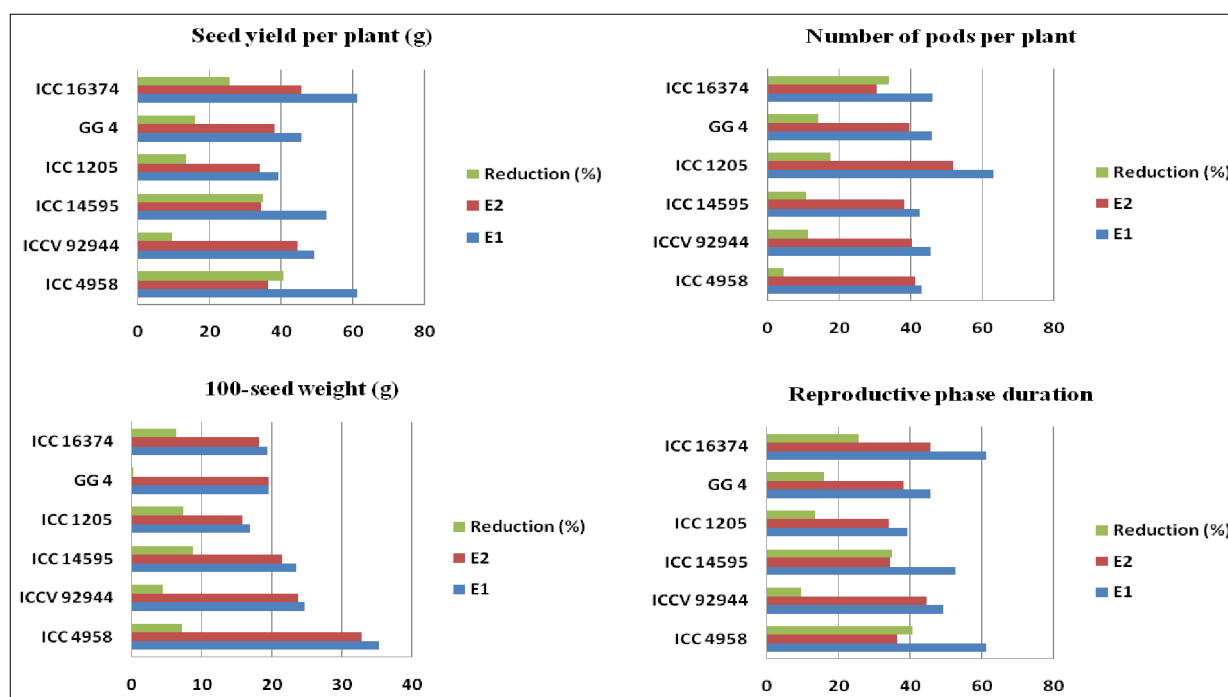 Seed yield per plant (g)
ICC 16374
GG 4
ICC 1205
ICC 14595
ICCV 92944
ICC 4958
Reduction (%)
E2
E1
0 20 40 60 80
Number of pods per plant
ICC 16374
GG 4
ICC 1205
ICC 14595
ICCV 92944
ICC 4958
Reduction (%)
E2
E1
0 20 40 60 80
100-seed weight (g)
ICC 16374
GG 4
ICC 1205
ICC 14595
ICCV 92944
ICC 4958
Reduction (%)
E2
E1
0 10 20 30 40
Reproductive phase duration
ICC 16374
GG 4
ICC 1205
ICC 14595
ICCV 92944
ICC 4958
Reduction (%)
E2
E1
0 20 40 60 80